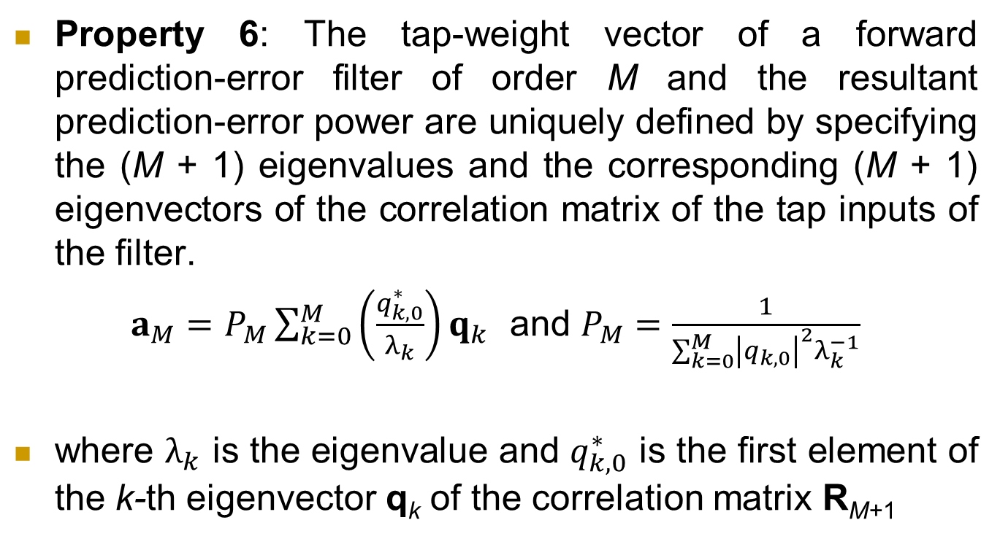 ■ Property 6: The tap-weight vector of a forward
prediction-error filter of order M and the resultant
prediction-error power are uniquely defined by specifying
the (M + 1) eigenvalues and the corresponding (M + 1)
eigenvectors of the correlation matrix of the tap inputs of
the filter.
$\mathbf{a}_M = P_M \sum_{k=0}^{M} \left( \frac{q_{k,0}^*}{\lambda_k} \right) \mathbf{q}_k$ and $P_M = \frac{1}{\sum_{k=0}^{M} |q_{k,0}|^2 \lambda_k^{-1}}$
■ where $\lambda_k$ is the eigenvalue and $q_{k,0}^*$ is the first element of
the k-th eigenvector $\mathbf{q}_k$ of the correlation matrix $\mathbf{R}_{M+1}$